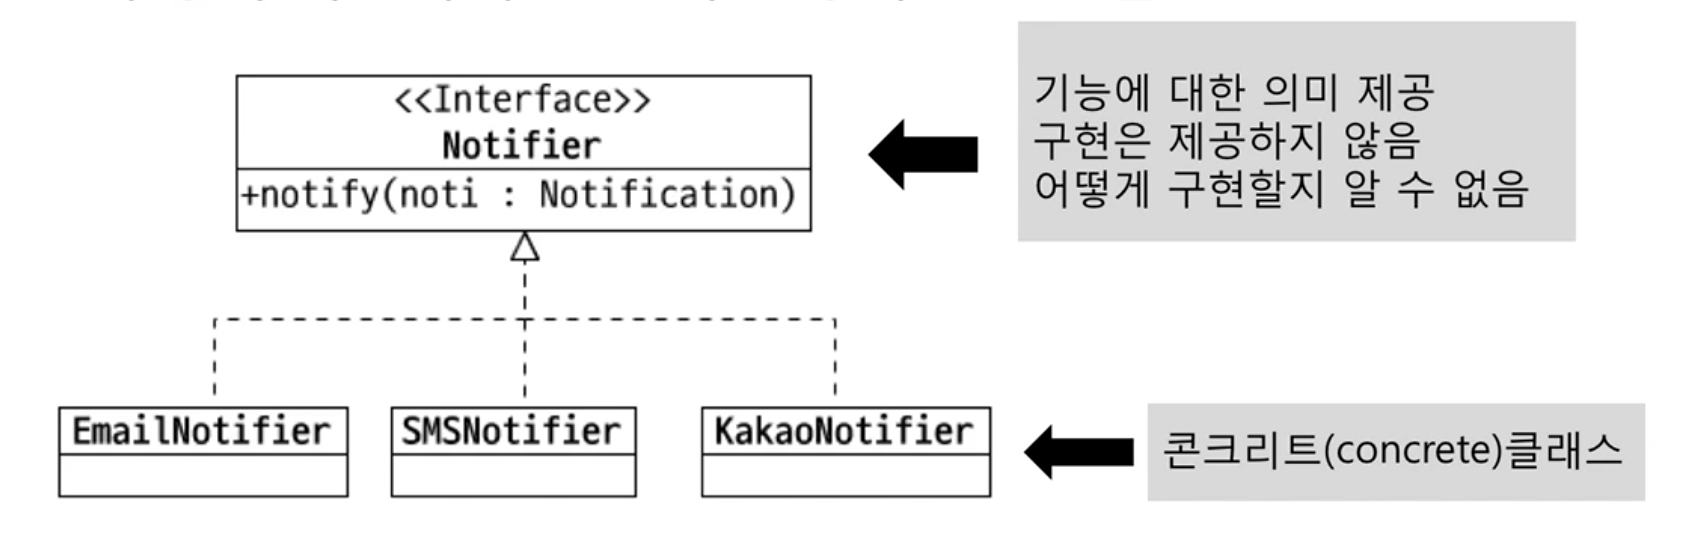 <<Interface>>
Notifier
+notify(noti : Notification)
기능에 대한 의미 제공
구현은 제공하지 않음
어떻게 구현할지 알 수 없음
EmailNotifier
SMSNotifier
KakaoNotifier
콘크리트(concrete)클래스